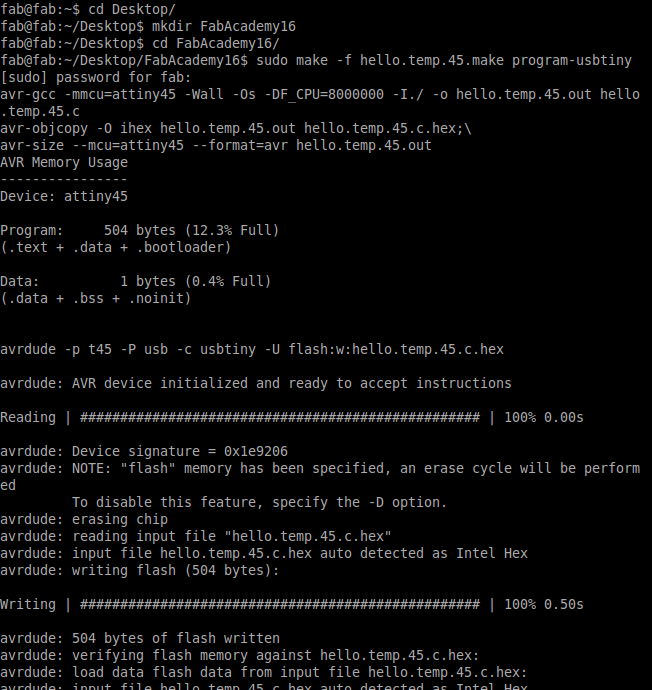 fab@fab:~$ cd Desktop/
fab@fab:~/Desktop$ mkdir FabAcademy16
fab@fab:~/Desktop$ cd FabAcademy16/
fab@fab:~/Desktop/FabAcademy16$ sudo make -f hello.temp.45.make program-usbtiny
[sudo] password for fab:
avr-gcc -mmcu=attiny45 -Wall -Os -DF_CPU=8000000 -I./ -o hello.temp.45.out hello
.temp.45.c
avr-objcopy -O ihex hello.temp.45.out hello.temp.45.c.hex;\
avr-size --mcu=attiny45 --format=avr hello.temp.45.out
AVR Memory Usage
----------------
Device: attiny45
Program:     504 bytes (12.3% Full)
(.text + .data + .bootloader)
Data:          1 bytes (0.4% Full)
(.data + .bss + .noinit)
avrdude -p t45 -P usb -c usbtiny -U flash:w:hello.temp.45.c.hex
avrdude: AVR device initialized and ready to accept instructions
Reading | ################################################## | 100% 0.00s
avrdude: Device signature = 0x1e9206
avrdude: NOTE: "flash" memory has been specified, an erase cycle will be perform
ed
         To disable this feature, specify the -D option.
avrdude: erasing chip
avrdude: reading input file "hello.temp.45.c.hex"
avrdude: input file hello.temp.45.c.hex auto detected as Intel Hex
avrdude: writing flash (504 bytes):
Writing | ################################################## | 100% 0.50s
avrdude: 504 bytes of flash written
avrdude: verifying flash memory against hello.temp.45.c.hex:
avrdude: load data flash data from input file hello.temp.45.c.hex:
avrdude: input file hello.temp.45.c.hex auto detected as Intel Hex